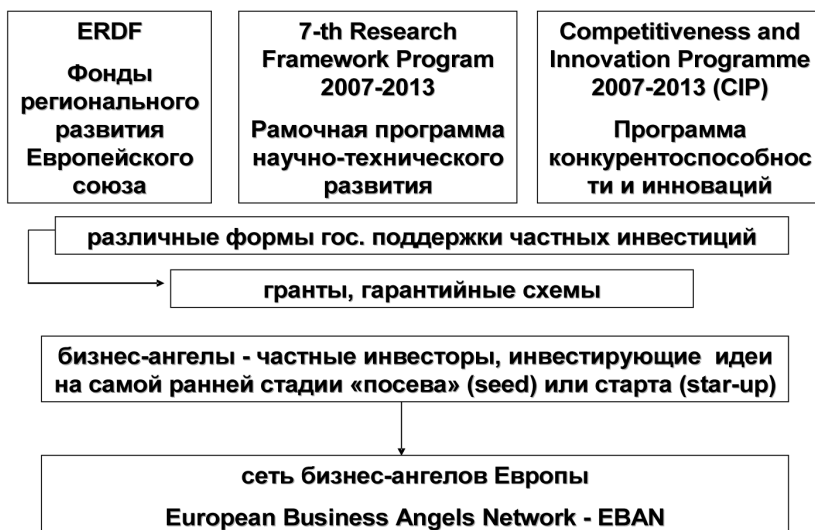 ERDF
Фонды
регионального
развития
Европейского
союза
7-th Research
Framework Program
2007-2013
Рамочная программа
научно-технического
развития
Competitiveness and
Innovation Programme
2007-2013 (CIP)
Программа
конкурентоспособнос
ти и инноваций
различные формы гос. поддержки частных инвестиций
гранты, гарантийные схемы
бизнес-ангелы - частные инвесторы, инвестирующие идеи
на самой ранней стадии «посева» (seed) или старта (star-up)
сеть бизнес-ангелов Европы
European Business Angels Network - EBAN